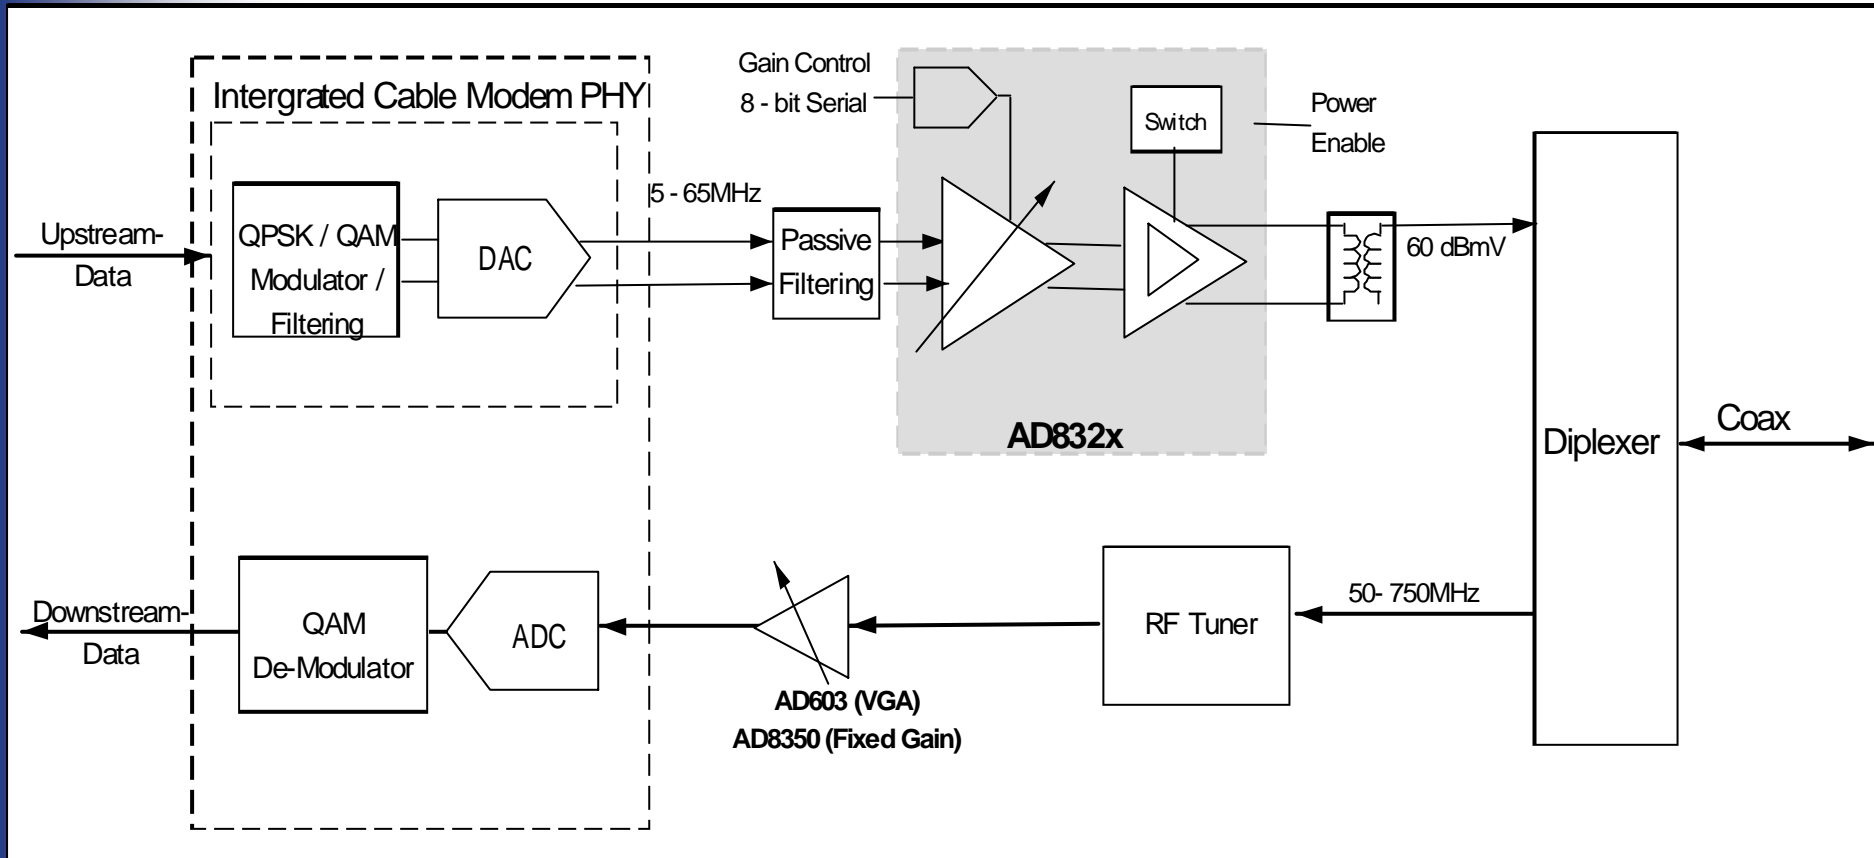 Intergrated Cable Modem PHY
Gain Control
8 - bit Serial
Switch
Power
Enable
5 - 65MHz
Upstream-
Data
QPSK / QAM
Modulator /
Filtering
DAC
Passive
Filtering
60 dBmV
AD832x
Diplexer
Coax
Downstream-
Data
QAM
De-Modulator
ADC
AD603 (VGA)
AD8350 (Fixed Gain)
RF Tuner
50- 750MHz